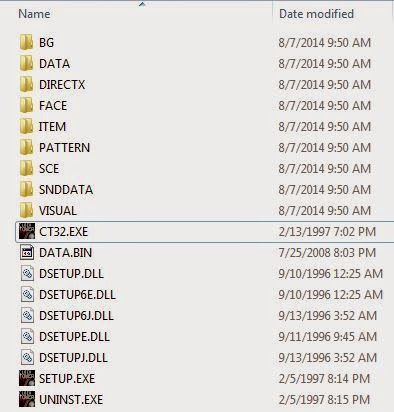 Name Date modified
BG 8/7/2014 9:50 AM
DATA 8/7/2014 9:50 AM
DIRECTX 8/7/2014 9:50 AM
FACE 8/7/2014 9:50 AM
ITEM 8/7/2014 9:50 AM
PATTERN 8/7/2014 9:50 AM
SCE 8/7/2014 9:50 AM
SNDDATA 8/7/2014 9:50 AM
VISUAL 8/7/2014 9:50 AM
CT32.EXE 2/13/1997 7:02 PM
DATA.BIN 7/25/2008 8:03 PM
DSETUP.DLL 9/10/1996 12:25 AM
DSETUP6E.DLL 9/10/1996 12:25 AM
DSETUP6J.DLL 9/13/1996 3:52 AM
DSETUPE.DLL 9/11/1996 9:45 AM
DSETUPJ.DLL 9/13/1996 3:52 AM
SETUP.EXE 2/5/1997 8:14 PM
UNINST.EXE 2/5/1997 8:15 PM